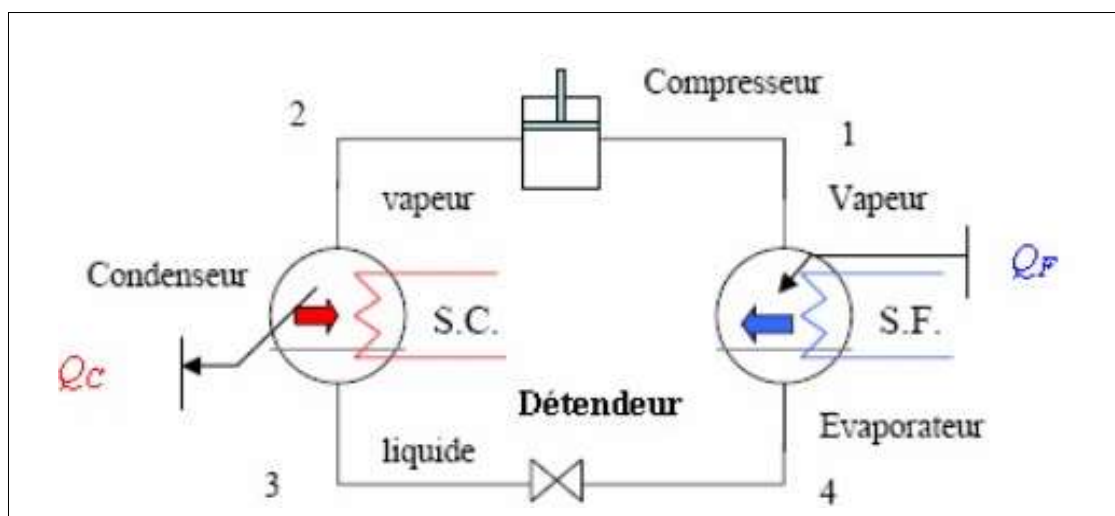 Compresseur
2
1
vapeur
Vapeur
Condenseur
QF
S.C.
S.F.
QC
Détendeur
Evaporateur
liquide
3
4